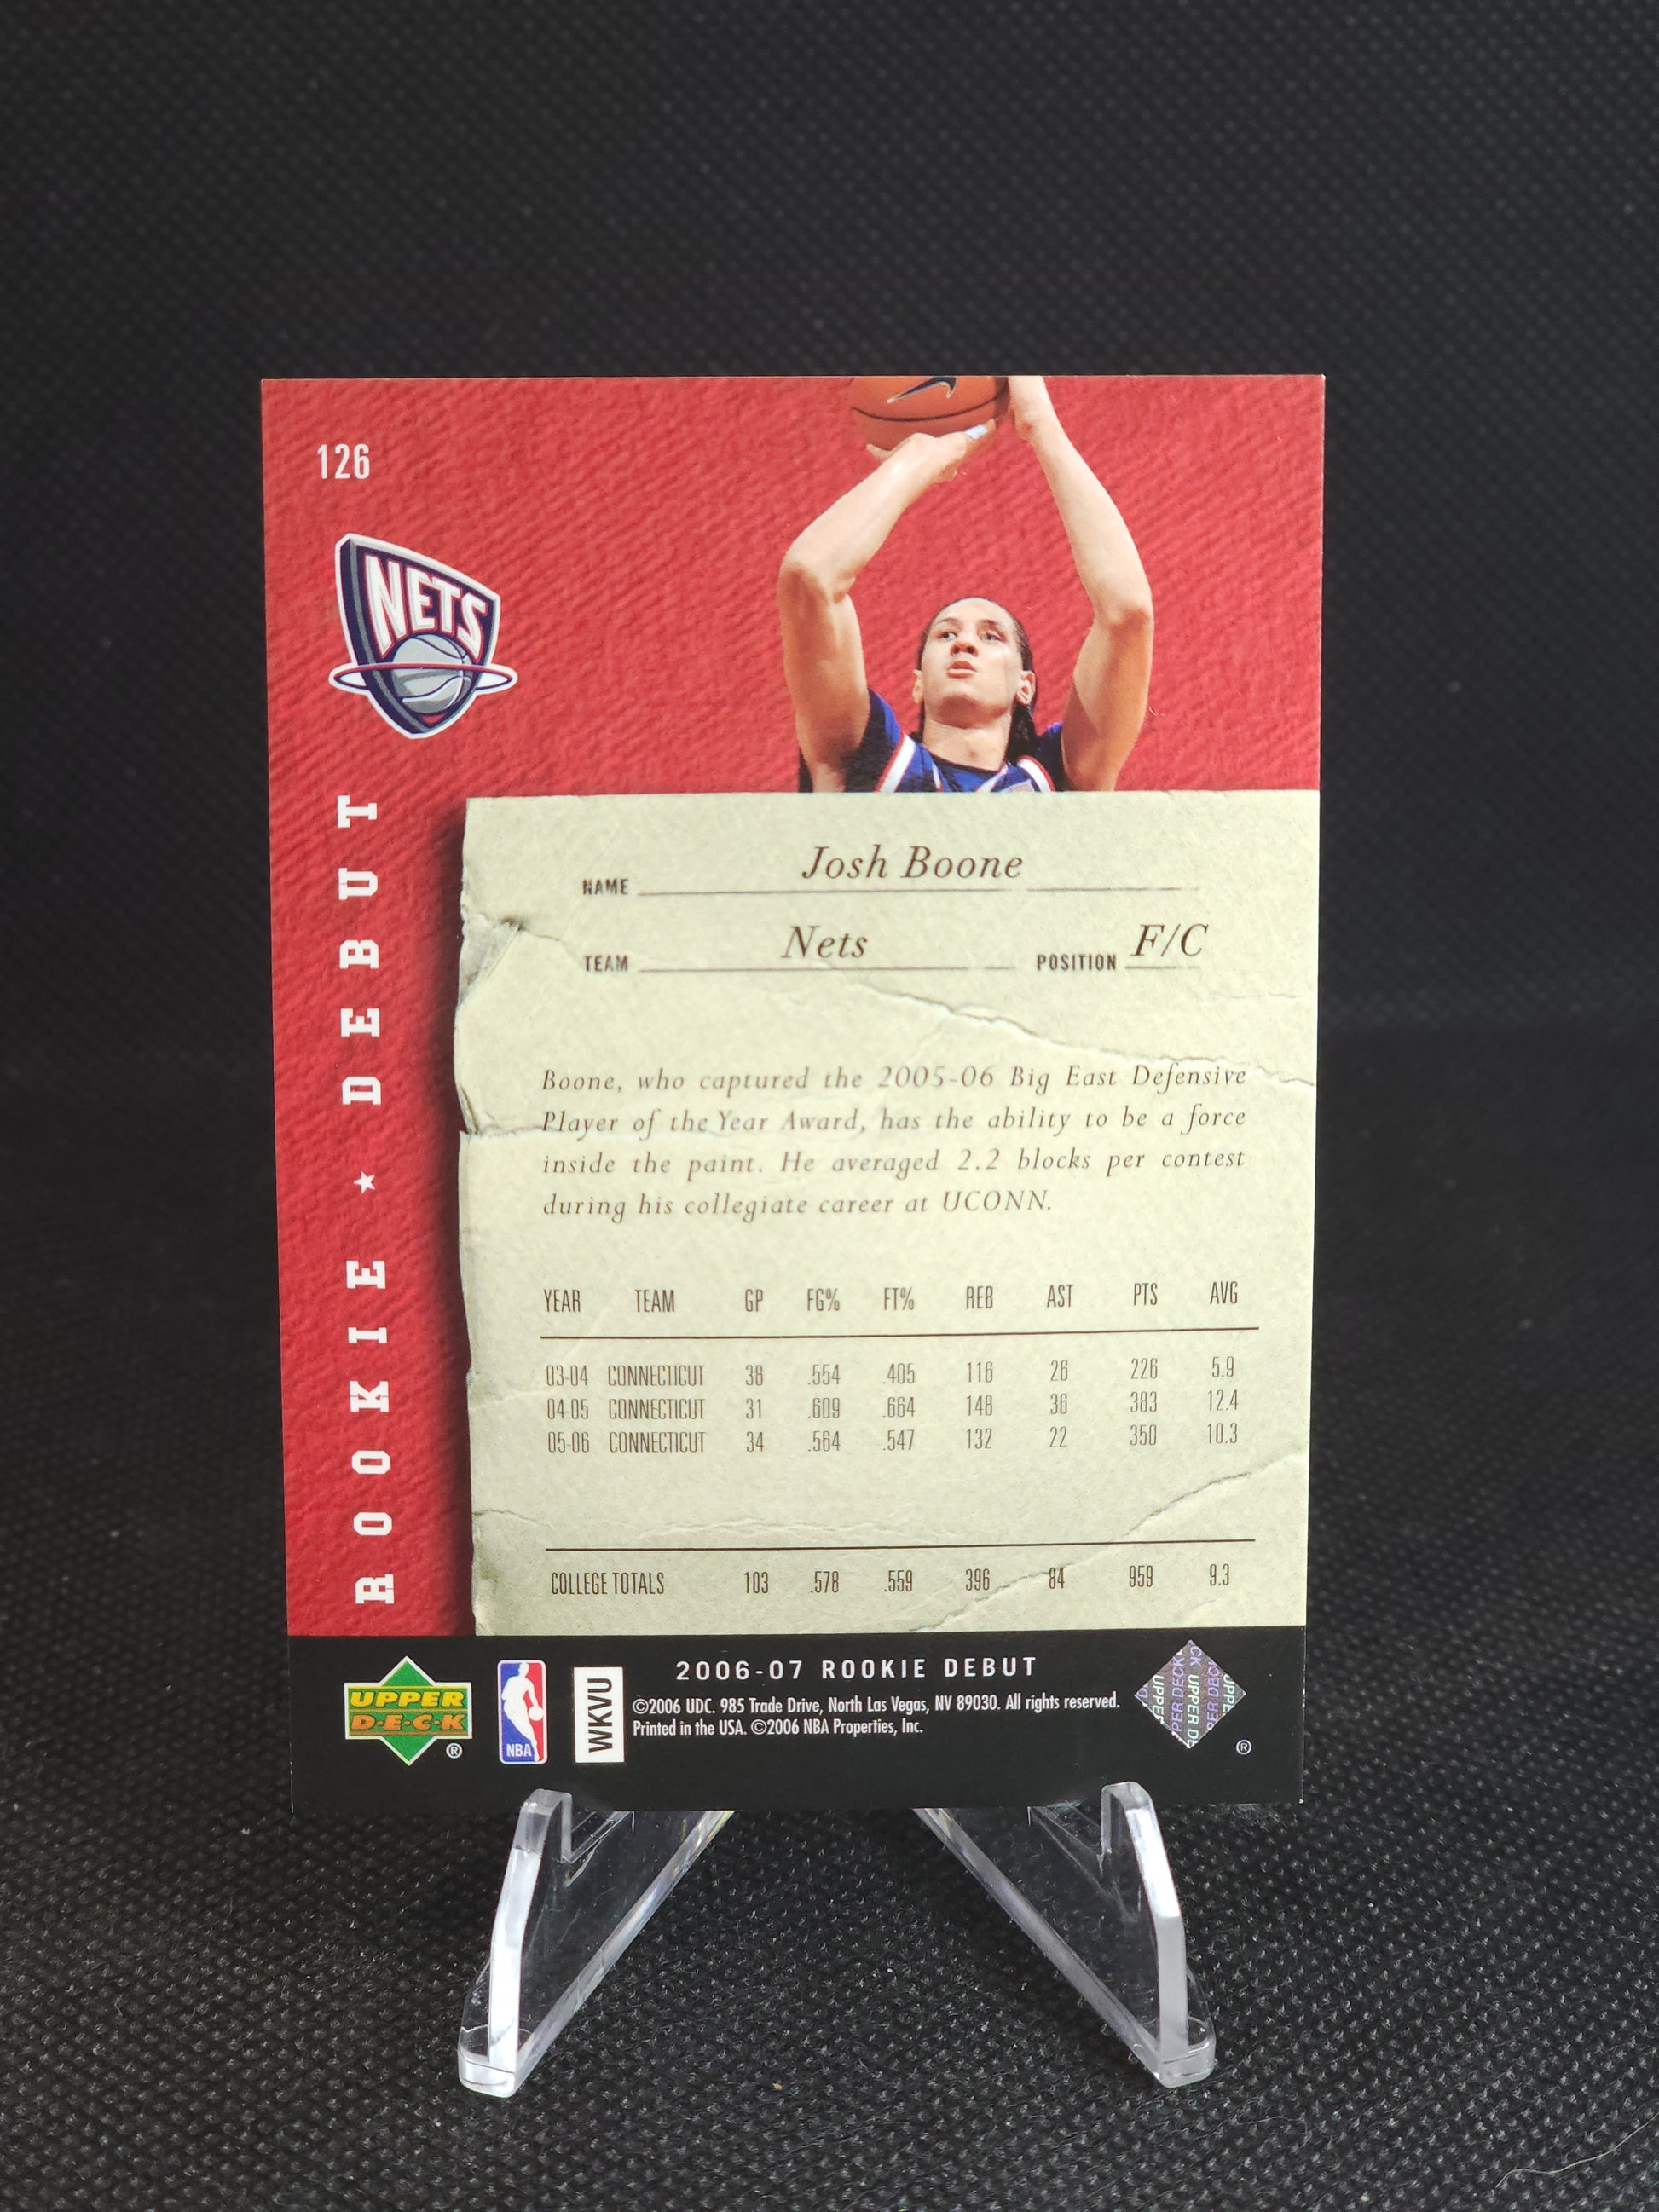 126
NETS
ROOKIE ★ DEBUT
NAME Josh Boone
TEAM Nets POSITION F/C
Boone, who captured the 2005-06 Big East Defensive
Player of the Year Award, has the ability to be a force
inside the paint. He averaged 2.2 blocks per contest
during his collegiate career at UCONN.
YEAR TEAM GP FG% FT% REB AST PTS AVG
03-04 CONNECTICUT 38 .554 .405 116 26 226 5.9
04-05 CONNECTICUT 31 .609 .664 148 36 383 12.4
05-06 CONNECTICUT 34 .564 .547 132 22 350 10.3
COLLEGE TOTALS 103 .578 .559 396 84 959 9.3
UPPER
D·E·C·K
®
NBA
WKVU
2006-07 ROOKIE DEBUT
©2006 UDC. 985 Trade Drive, North Las Vegas, NV 89030. All rights reserved.
Printed in the USA. ©2006 NBA Properties, Inc.
UPPER DECK
®